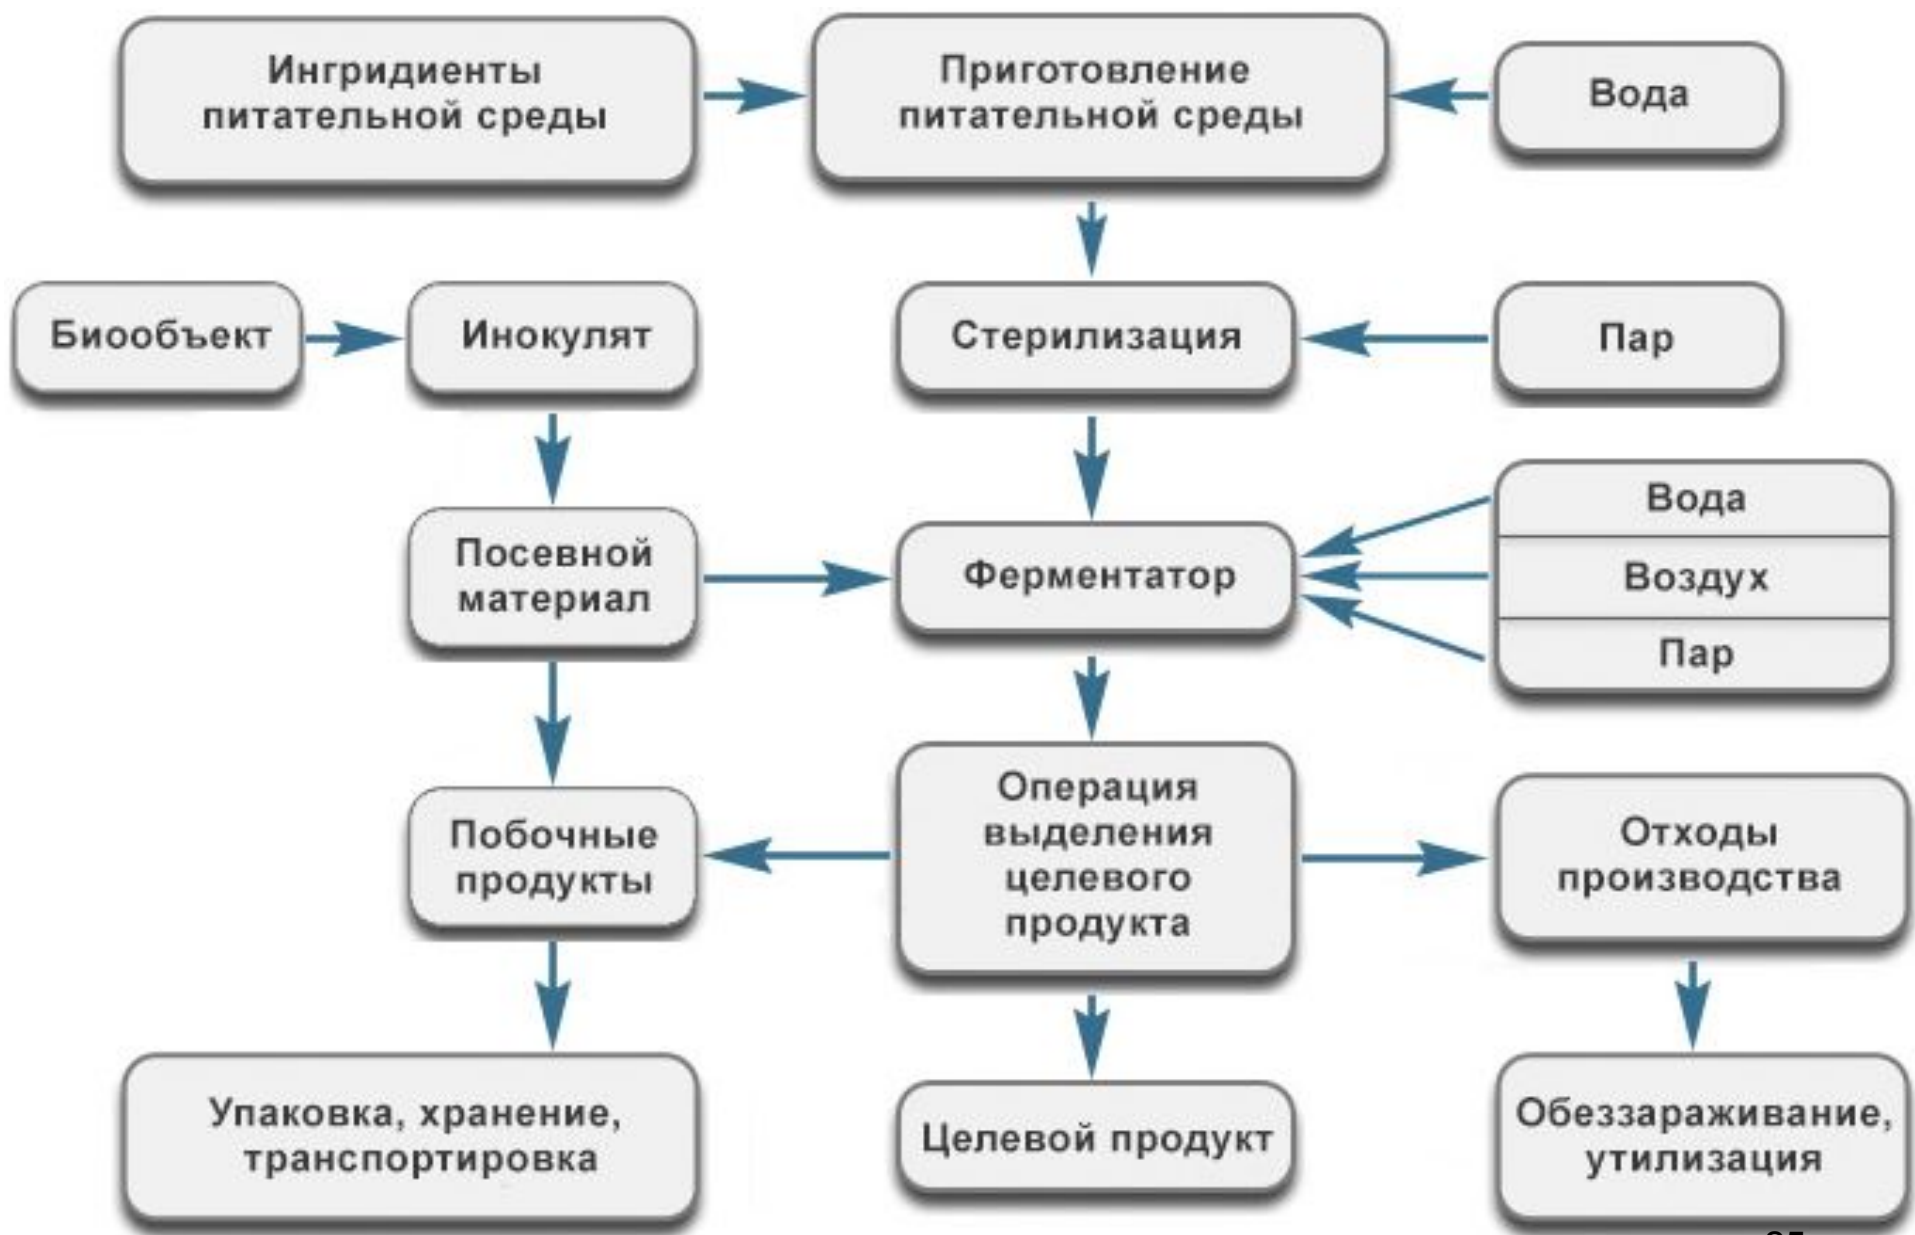 Ингридиенты
питательной среды
Приготовление
питательной среды
Вода
Биообъект
Инокулят
Стерилизация
Пар
Посевной
материал
Ферментатор
Вода
Воздух
Пар
Побочные
продукты
Операция
выделения
целевого
продукта
Отходы
производства
Упаковка, хранение,
транспортировка
Целевой продукт
Обеззараживание,
утилизация